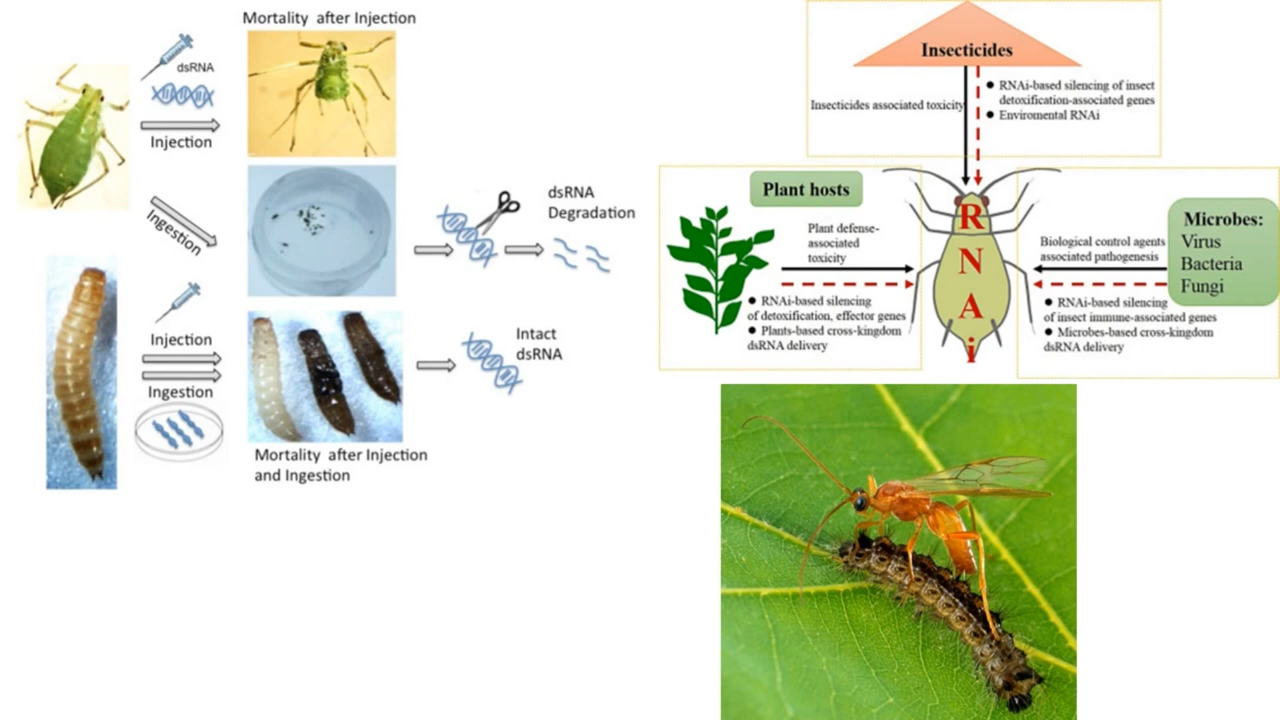 Mortality after Injection
dsRNA
Injection
Ingestion
dsRNA
Degradation
Injection
Ingestion
Intact
dsRNA
Mortality after Injection
and Ingestion
Insecticides
Insecticides associated toxicity
● RNAi-based silencing of insect
detoxification-associated genes
● Enviromental RNAi
Plant hosts
Plant defense-
associated
toxicity
● RNAi-based silencing
of detoxification, effector genes
● Plants-based cross-kingdom
dsRNA delivery
R
N
A
i
Microbes:
Virus
Bacteria
Fungi
Biological control agents
associated pathogenesis
● RNAi-based silencing
of insect immune-associated genes
● Microbes-based cross-kingdom
dsRNA delivery